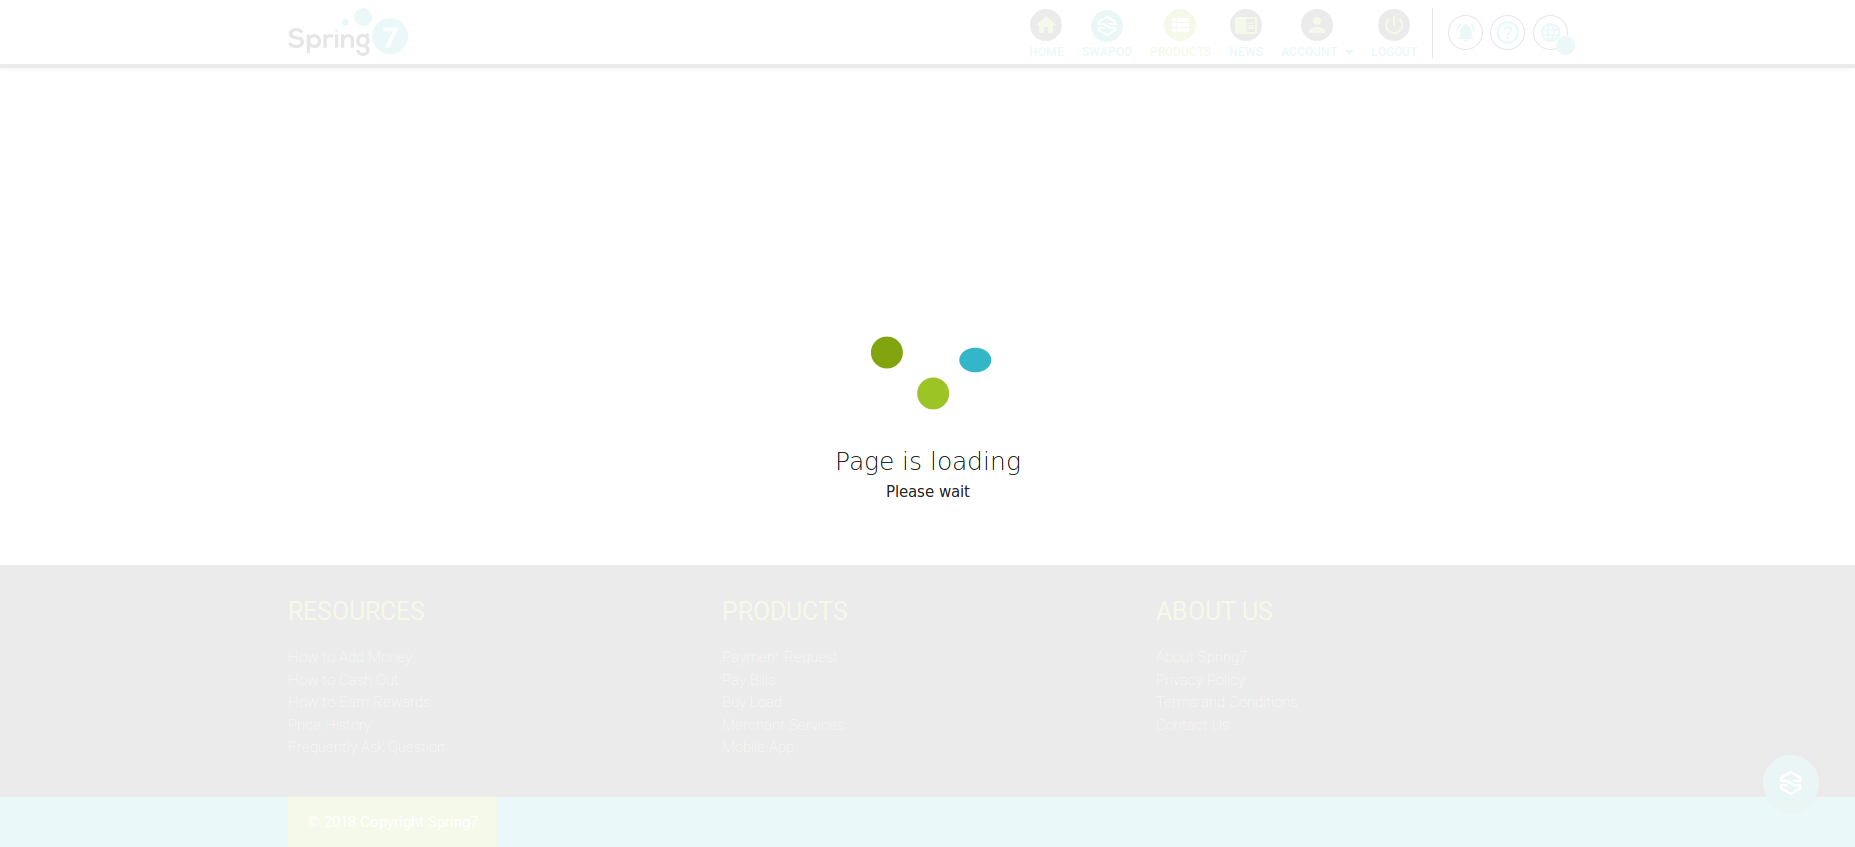 Spring7
HOME SWAPOO PRODUCTS NEWS ACCOUNT LOGOUT
Page is loading
Please wait
RESOURCES
How to Add Money
How to Cash Out
How to Earn Rewards
Price History
Frequently Ask Question
PRODUCTS
Payment Request
Pay Bills
Buy Load
Merchant Services
Mobile App
ABOUT US
About Spring7
Privacy Policy
Terms and Conditions
Contact Us
© 2018 Copyright Spring7